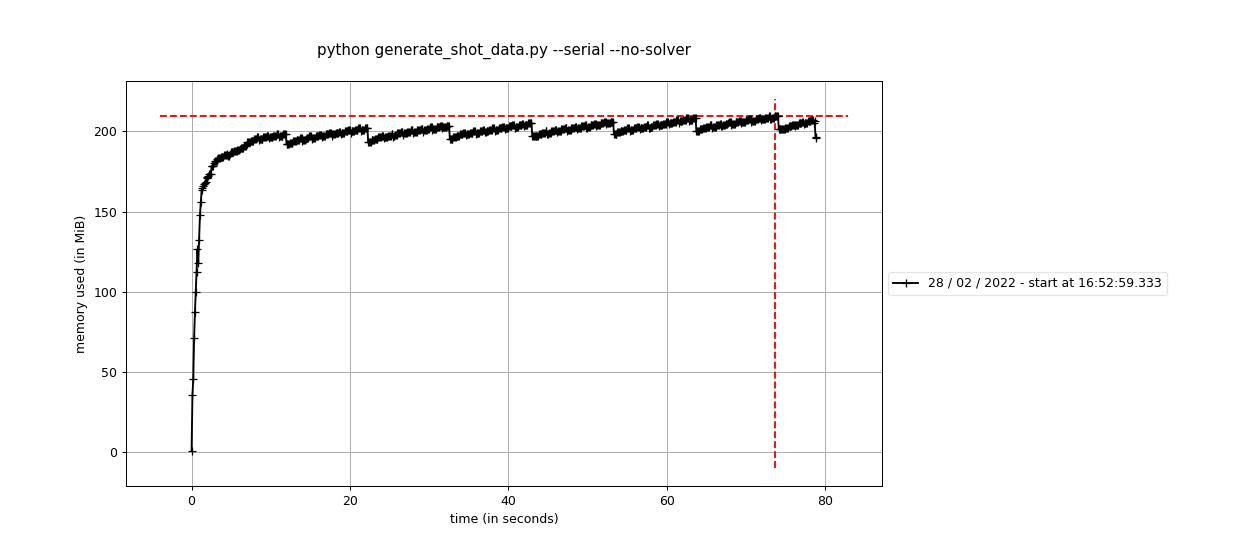 python generate_shot_data.py --serial --no-solver
memory used (in MiB)
200
150
100
50
0
0 20 40 60 80
time (in seconds)
28 / 02 / 2022 - start at 16:52:59.333